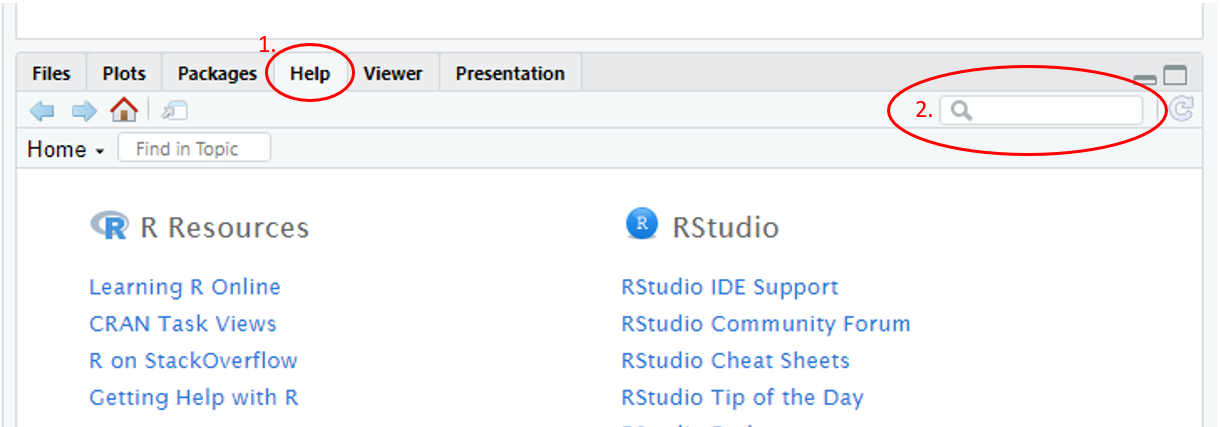 1.
Files Plots Packages Help Viewer Presentation
2.
Home Find in Topic
R R Resources
R RStudio
Learning R Online
RStudio IDE Support
CRAN Task Views
RStudio Community Forum
R on StackOverflow
RStudio Cheat Sheets
Getting Help with R
RStudio Tip of the Day